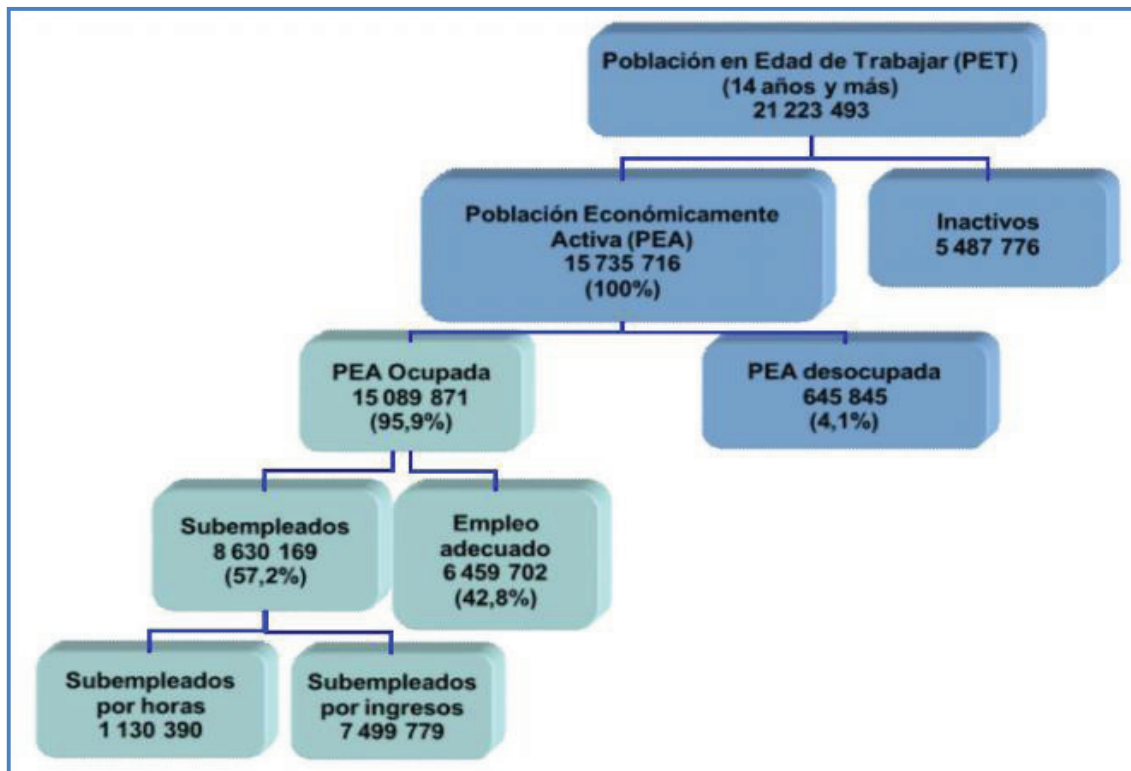 Población en Edad de Trabajar (PET)
(14 años y más)
21 223 493
Población Económicamente
Activa (PEA)
15 735 716
(100%)
Inactivos
5 487 776
PEA Ocupada
15 089 871
(95,9%)
PEA desocupada
645 845
(4,1%)
Subempleados
8 630 169
(57,2%)
Empleo
adecuado
6 459 702
(42,8%)
Subempleados
por horas
1 130 390
Subempleados
por ingresos
7 499 779